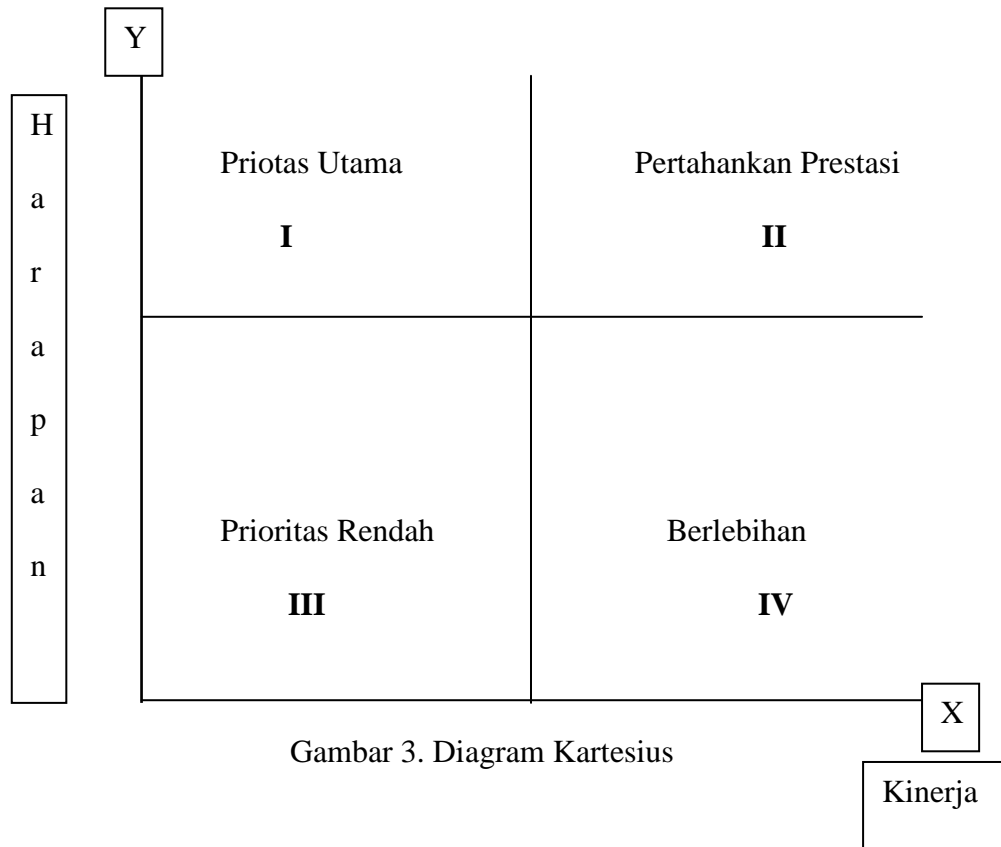 Y
H
a
r
a
p
a
n
Priotas Utama
I
Pertahankan Prestasi
II
Prioritas Rendah
III
Berlebihan
IV
X
Gambar 3. Diagram Kartesius
Kinerja